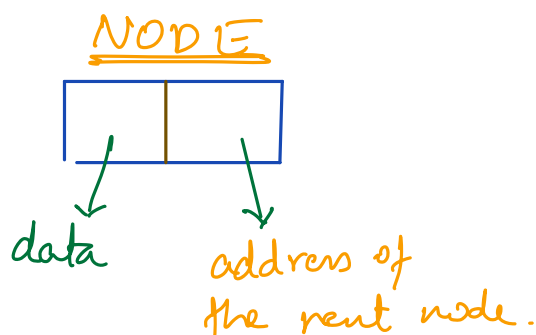 NODE
data
address of
the next node.